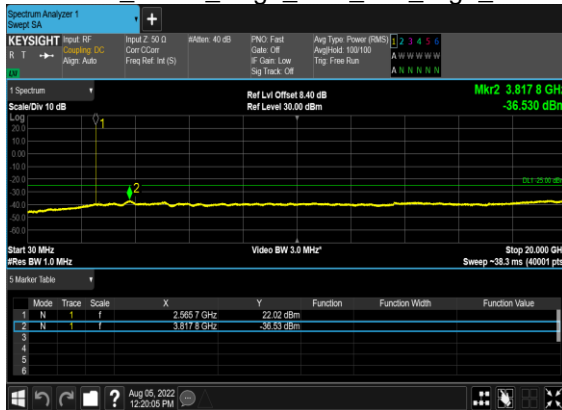 Spectrum Analyzer 1
Swept SA
+
KEYSIGHT
R T
Input: RF
Coupling: DC
Align: Auto
Input Z: 50 Ω
Corr CCorr
Freq Ref: Int (S)
#Atten: 40 dB
PNO: Fast
Gate: Off
IF Gain: Low
Sig Track: Off
Avg Type: Power (RMS)
Avg|Hold: 100/100
Trig: Free Run
1 2 3 4 5 6
A W W W W W
A N N N N N
1 Spectrum
Scale/Div 10 dB
Ref Lvl Offset 8.40 dB
Ref Level 30.00 dBm
Mkr2 3.817 8 GHz
-36.530 dBm
Log
20.0
10.0
0.00
-10.0
-20.0
-30.0
-40.0
-50.0
-60.0
1
2
DL1 -25.00 dBm
Start 30 MHz
#Res BW 1.0 MHz
Video BW 3.0 MHz*
Stop 20.000 GHz
Sweep ~38.3 ms (40001 pts)
5 Marker Table
Mode Trace Scale X Y Function Function Width Function Value
1 N 1 f 2.565 7 GHz 22.02 dBm
2 N 1 f 3.817 8 GHz -36.53 dBm
3
4
5
6
?
Aug 05, 2022
12:20:05 PM